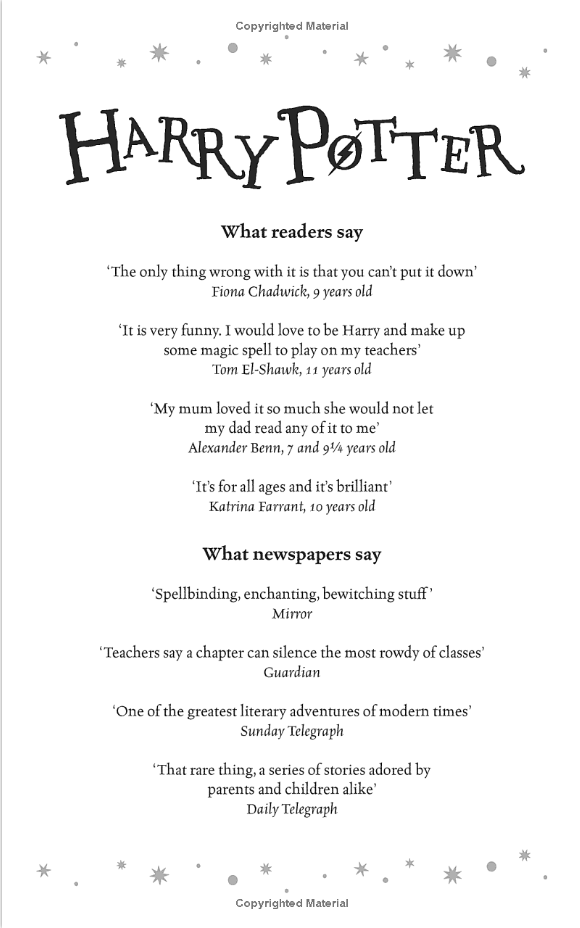 Copyrighted Material
HARRY POTTER
What readers say
‘The only thing wrong with it is that you can’t put it down’
Fiona Chadwick, 9 years old
‘It is very funny. I would love to be Harry and make up
some magic spell to play on my teachers’
Tom El-Shawk, 11 years old
‘My mum loved it so much she would not let
my dad read any of it to me’
Alexander Benn, 7 and 9¼ years old
‘It’s for all ages and it’s brilliant’
Katrina Farrant, 10 years old
What newspapers say
‘Spellbinding, enchanting, bewitching stuff’
Mirror
‘Teachers say a chapter can silence the most rowdy of classes’
Guardian
‘One of the greatest literary adventures of modern times’
Sunday Telegraph
‘That rare thing, a series of stories adored by
parents and children alike’
Daily Telegraph
Copyrighted Material